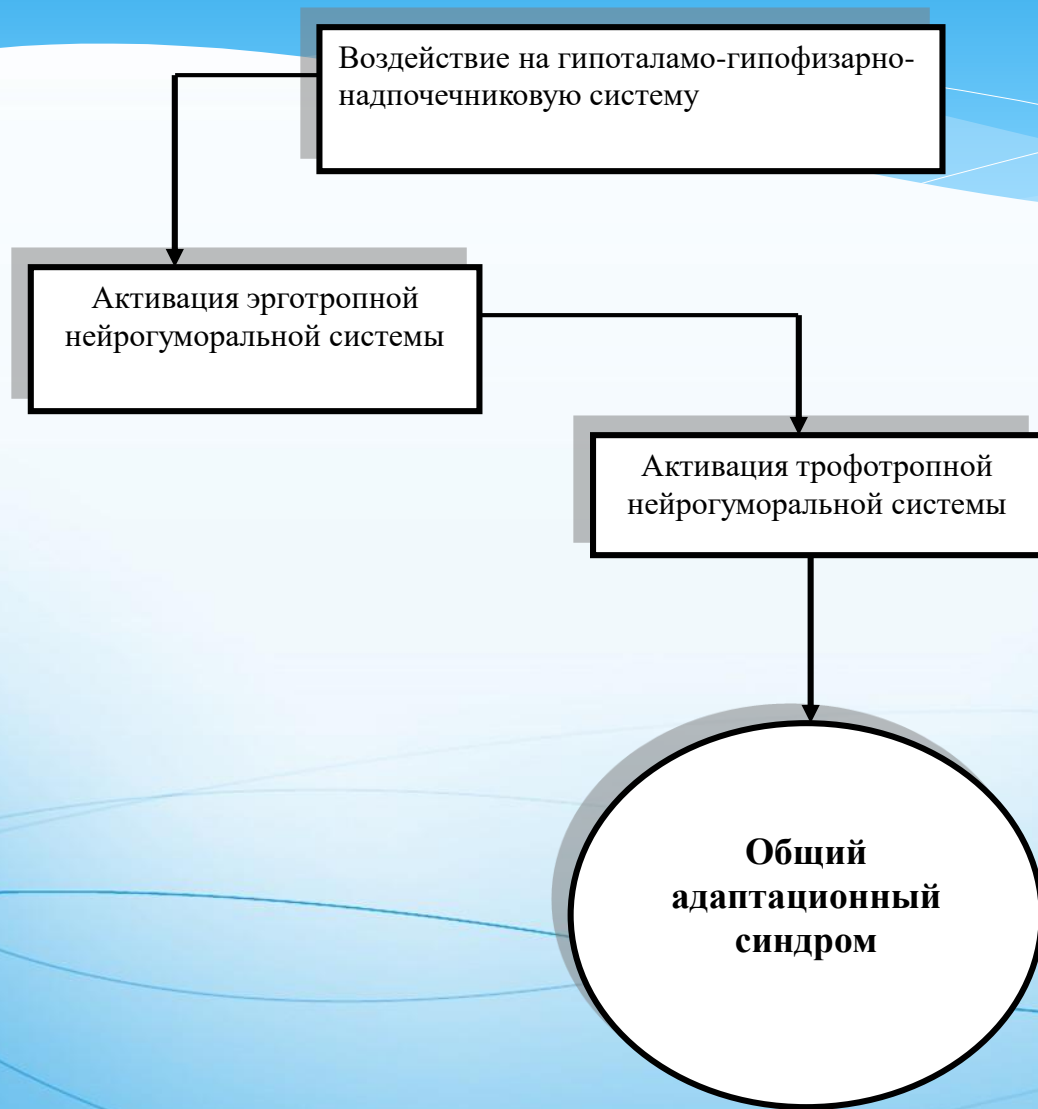 Воздействие на гипоталамо-гипофизарно-
надпочечниковую систему
Активация эрготропной
нейрогуморальной системы
Активация трофотропной
нейрогуморальной системы
Общий
адаптационный
синдром